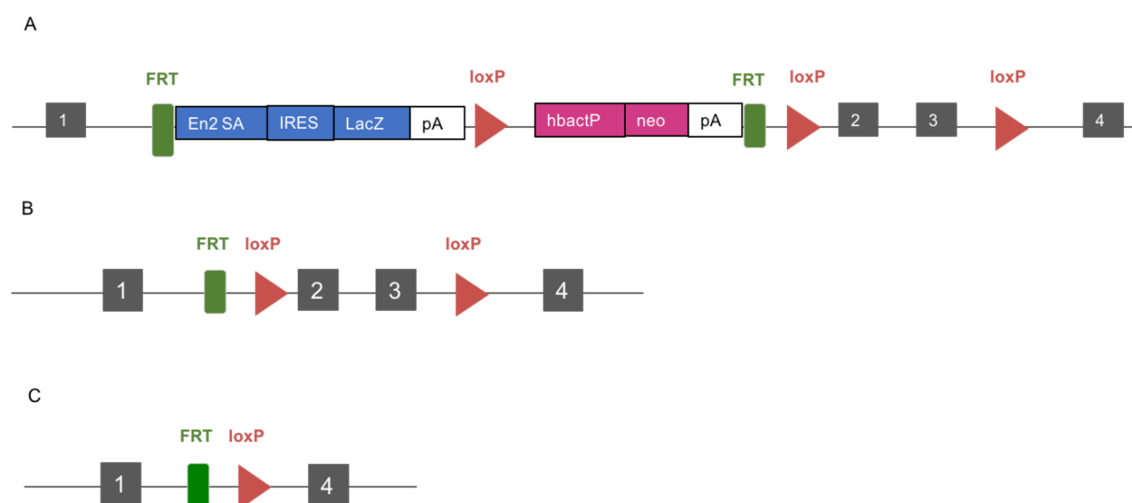 A
FRT loxP FRT loxP loxP
1 En2 SA IRES LacZ pA hbactP neo pA 2 3 4
B
FRT loxP loxP
1 2 3 4
C
FRT loxP
1 4